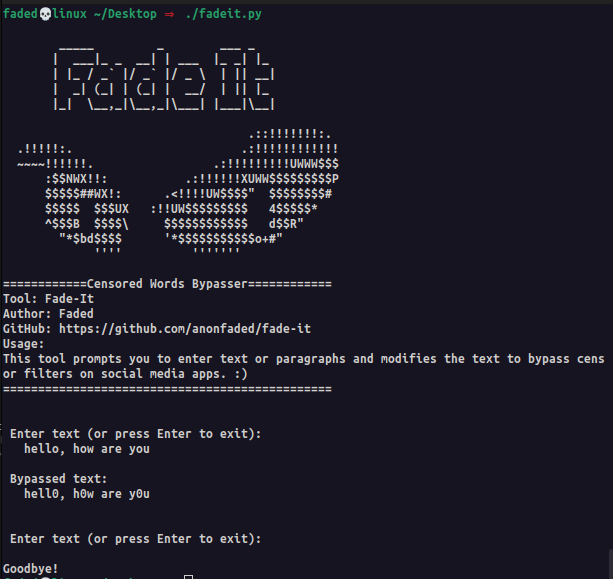 faded💀linux ~/Desktop ⇒ ./fadeit.py
FadeIt
.::!!!!!!!:.
.!!!!!:. .:!!!!!!!!!!!!
~~~~!!!!!!. .:!!!!!!!!!UWWW$$$
:$$NWX!!: .:!!!!!!XUWW$$$$$$$$$P
$$$$$##WX!: .<!!!!UW$$$$" $$$$$$$$#
$$$$$ $$$UX :!!UW$$$$$$$$$ 4$$$$$*
^$$$B $$$$\ $$$$$$$$$$$$ d$$R"
"*$bd$$$$ '*$$$$$$$$$$$o+#"
'''' '''''''
============Censored Words Bypasser============
Tool: Fade-It
Author: Faded
GitHub: https://github.com/anonfaded/fade-it
Usage:
This tool prompts you to enter text or paragraphs and modifies the text to bypass cens
or filters on social media apps. :)
===============================================
Enter text (or press Enter to exit):
hello, how are you
Bypassed text:
hell0, h0w are y0u
Enter text (or press Enter to exit):
Goodbye!